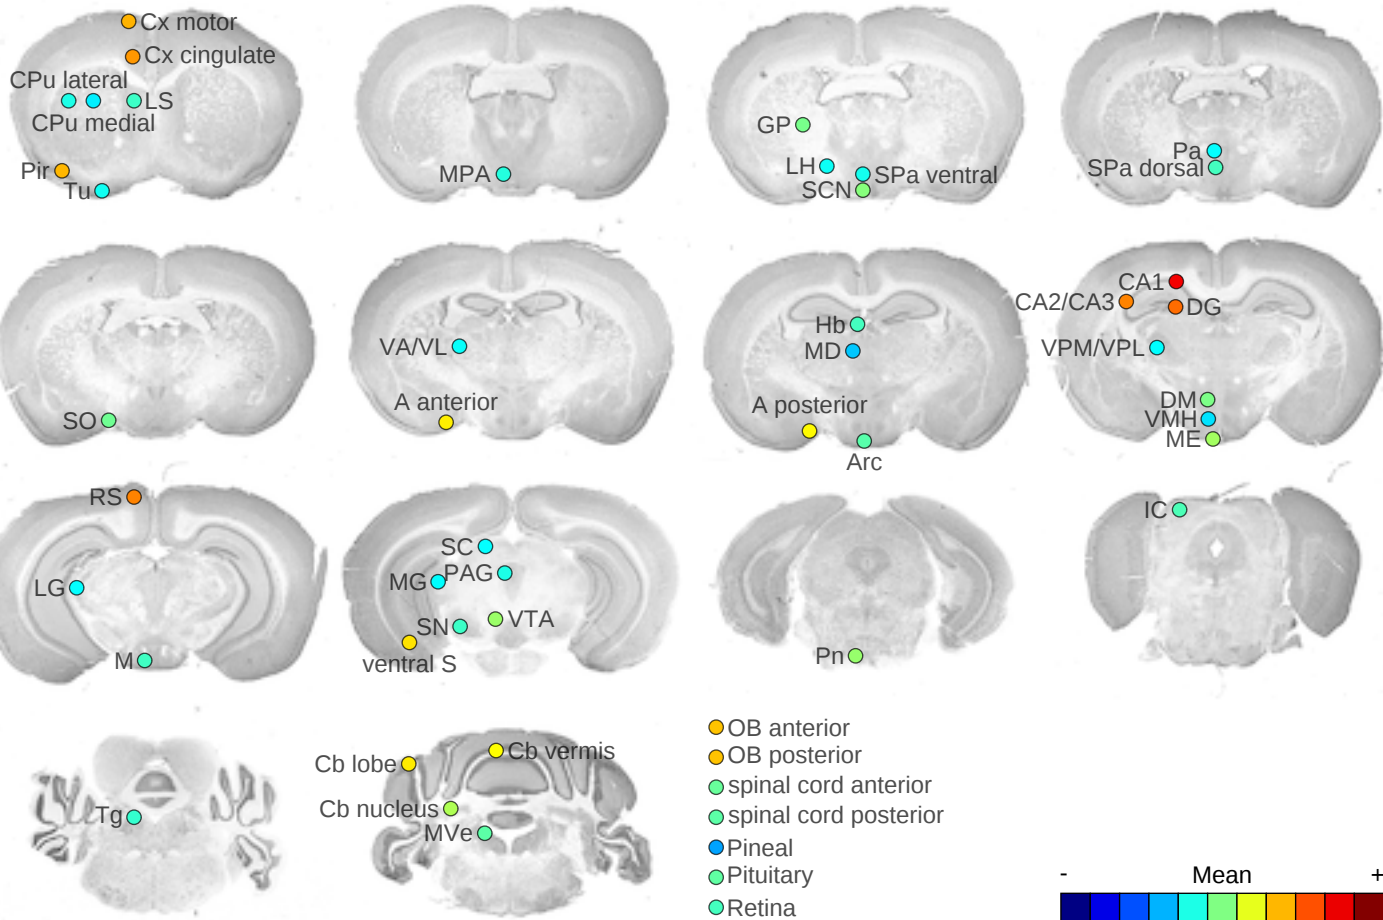 Cx motor
Cx cingulate
CPu lateral
LS
CPu medial
Pir
Tu
MPA
GP
LH
SPa ventral
SCN
Pa
SPa dorsal
SO
VA/VL
A anterior
Hb
MD
A posterior
Arc
CA1
CA2/CA3
DG
VPM/VPL
DM
VMH
ME
RS
LG
M
SC
PAG
MG
SN
VTA
ventral S
Pn
IC
Tg
Cb lobe
Cb vermis
Cb nucleus
MVe
OB anterior
OB posterior
spinal cord anterior
spinal cord posterior
Pineal
Pituitary
Retina
- Mean +